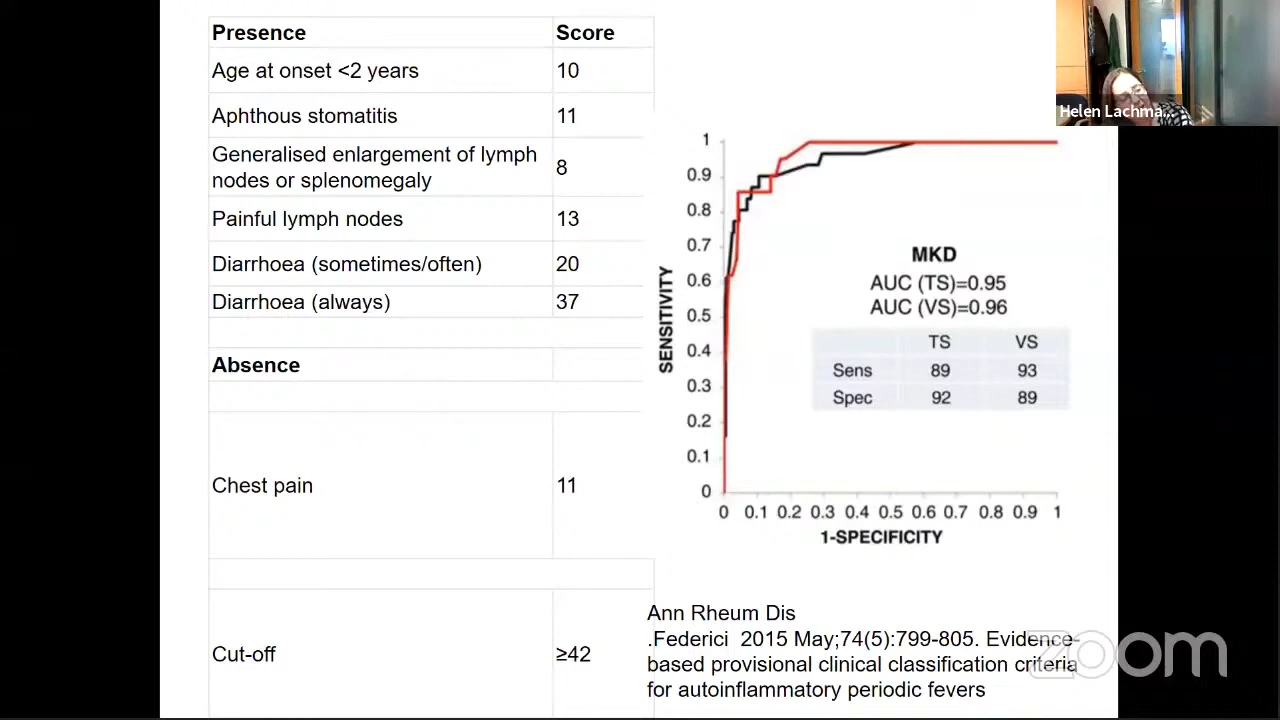 Presence Score
Age at onset <2 years 10
Aphthous stomatitis 11
Generalised enlargement of lymph
nodes or splenomegaly 8
Painful lymph nodes 13
Diarrhoea (sometimes/often) 20
Diarrhoea (always) 37
Absence
Chest pain 11
Cut-off ≥42
Helen Lachma...
1
0.9
0.8
0.7
0.6
0.5
0.4
0.3
0.2
0.1
0
SENSITIVITY
MKD
AUC (TS)=0.95
AUC (VS)=0.96
TS VS
Sens 89 93
Spec 92 89
0 0.1 0.2 0.3 0.4 0.5 0.6 0.7 0.8 0.9 1
1-SPECIFICITY
Ann Rheum Dis
.Federici 2015 May;74(5):799-805. Evidence-
based provisional clinical classification criteria
for autoinflammatory periodic fevers
zoom